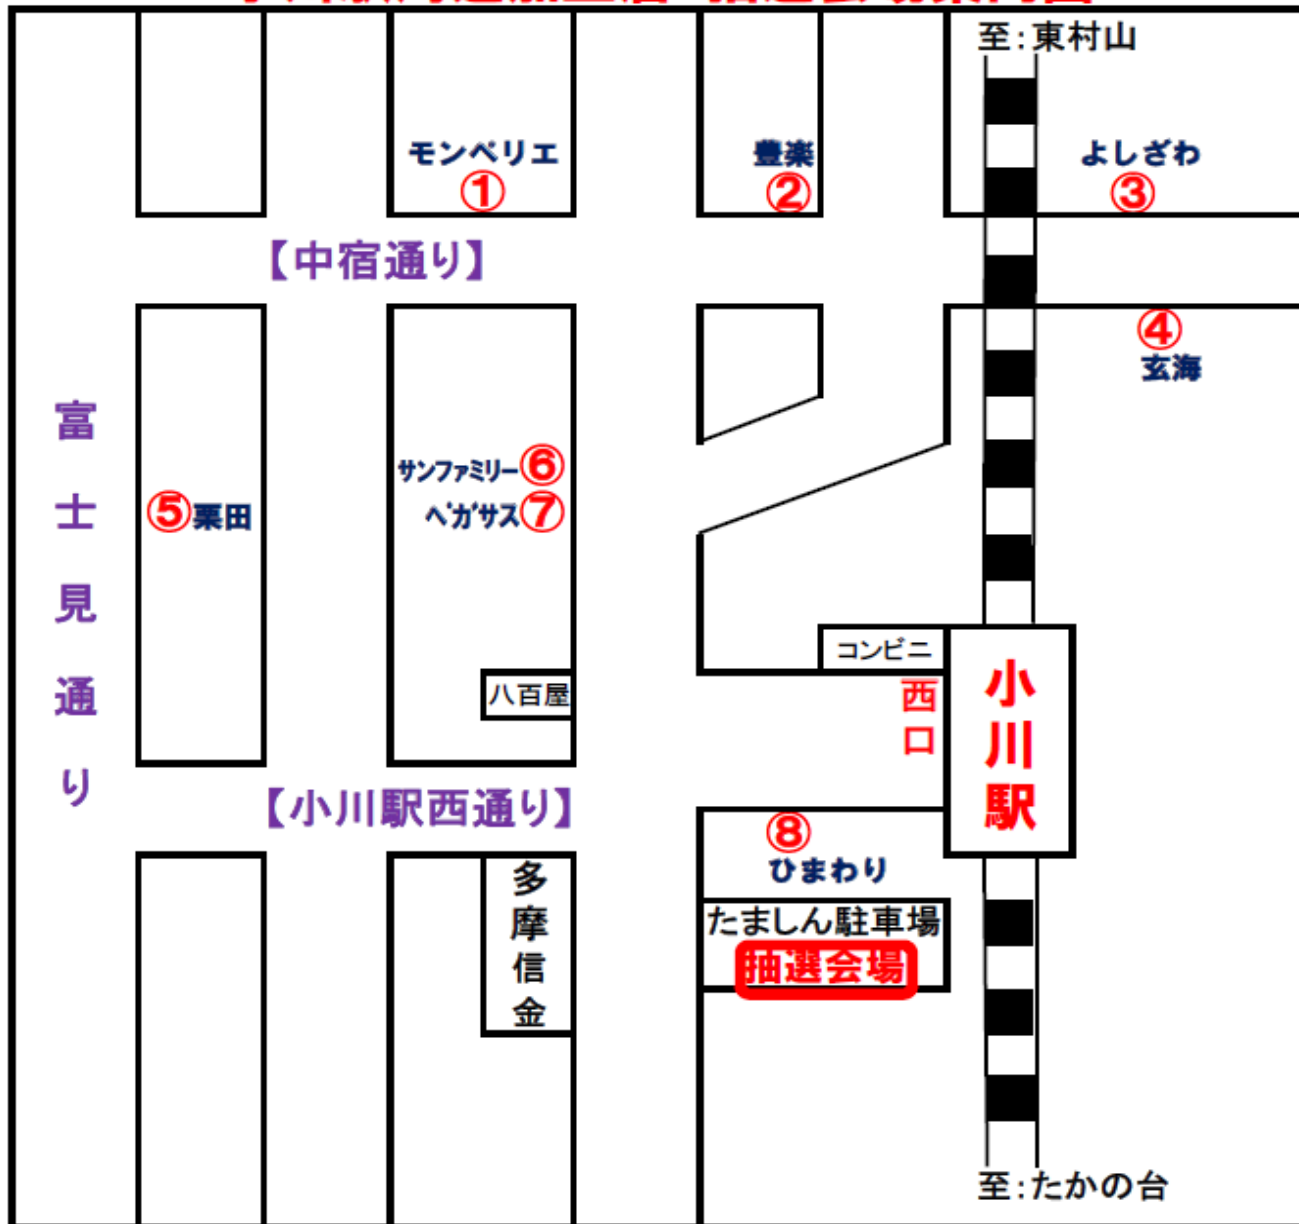 至：東村山
モンペリエ
①
豊楽
②
よしざわ
③
【中宿通り】
④
玄海
富士見通り
サンファミリー⑥
⑤栗田
ペガサス⑦
コンビニ
八百屋
西口
小川駅
【小川駅西通り】
⑧
ひまわり
多摩信金
たましん駐車場
抽選会場
至：たかの台